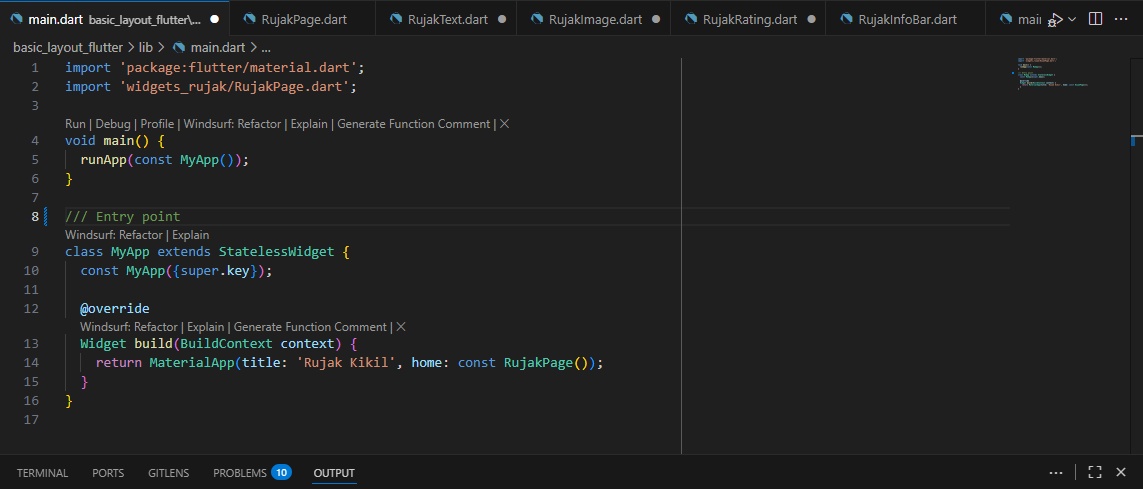 main.dart basic_layout_flutter\... RujakPage.dart RujakText.dart RujakImage.dart RujakRating.dart RujakInfoBar.dart mai
basic_layout_flutter > lib > main.dart > ...
1 import 'package:flutter/material.dart';
2 import 'widgets_rujak/RujakPage.dart';
3
Run | Debug | Profile | Windsurf: Refactor | Explain | Generate Function Comment | ×
4 void main() {
5 runApp(const MyApp());
6 }
7
8 /// Entry point
Windsurf: Refactor | Explain
9 class MyApp extends StatelessWidget {
10 const MyApp({super.key});
11
12 @override
Windsurf: Refactor | Explain | Generate Function Comment | ×
13 Widget build(BuildContext context) {
14 return MaterialApp(title: 'Rujak Kikil', home: const RujakPage());
15 }
16 }
17
TERMINAL PORTS GITLENS PROBLEMS 10 OUTPUT